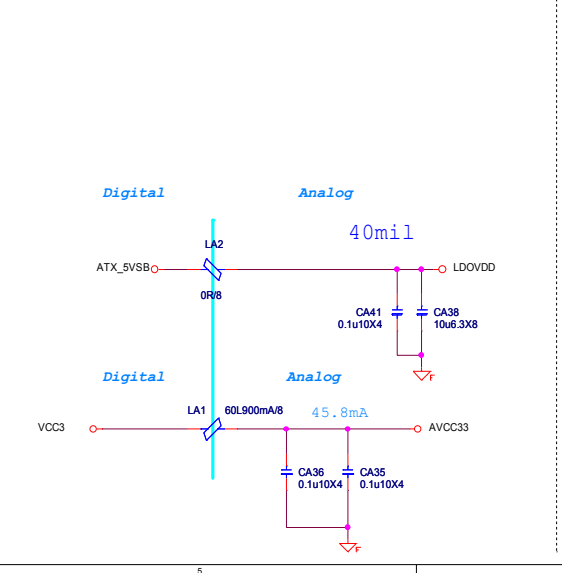 Digital
Analog
40mil
LA2
ATX_5VSB
LDOVDD
0R/8
CA41
0.1u10X4
CA38
10u6.3X8
F
Digital
Analog
LA1
60L900mA/8
45.8mA
VCC3
AVCC33
CA36
0.1u10X4
CA35
0.1u10X4
F
5